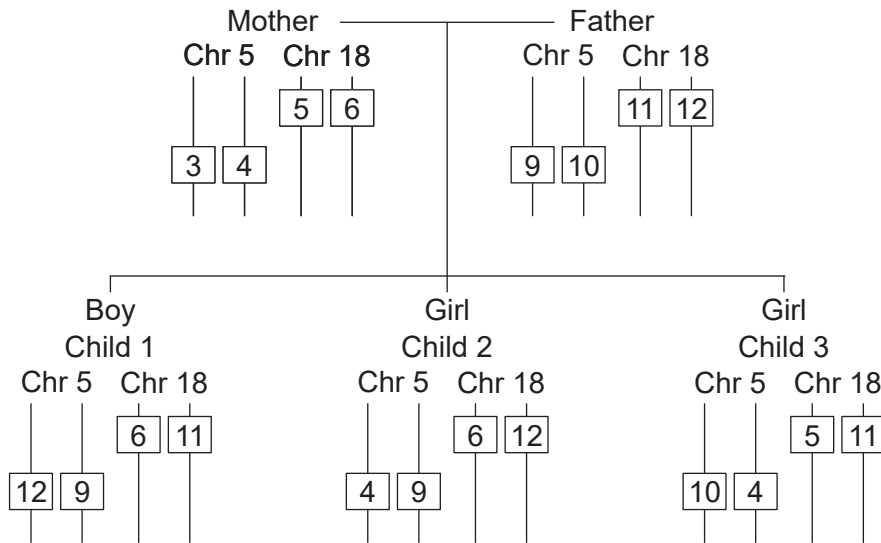 Mother Father
Chr 5 Chr 18 Chr 5 Chr 18
5 6 11 12
3 4 9 10
Boy Girl Girl
Child 1 Child 2 Child 3
Chr 5 Chr 18 Chr 5 Chr 18 Chr 5 Chr 18
6 11 6 12 5 11
12 9 4 9 10 4